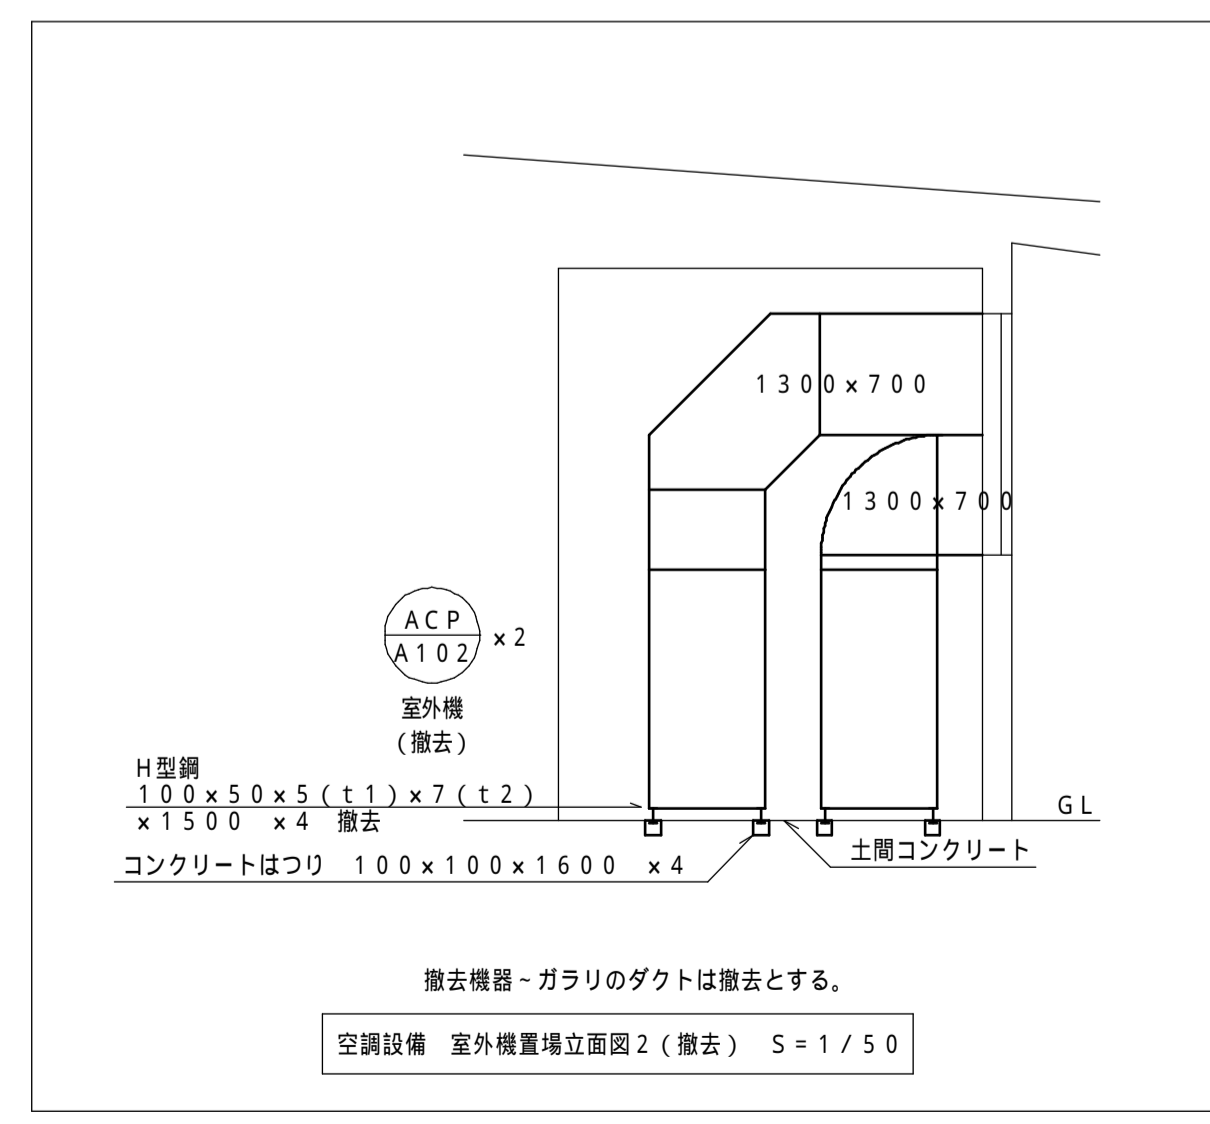 １３００×７００
１３００×７００
ＡＣＰ
Ａ１０２
×２
室外機
（撤去）
Ｈ型鋼
１００×５０×５（ｔ１）×７（ｔ２）
×１５００　×４　撤去
ＧＬ
土間コンクリート
コンクリートはつり　１００×１００×１６００　×４
撤去機器～ガラリのダクトは撤去とする。
空調設備　室外機置場立面図２（撤去）　Ｓ＝１／５０